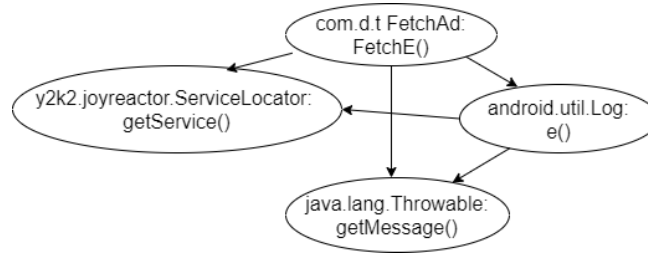 com.d.t FetchAd:
FetchE()
y2k2.joyreactor.ServiceLocator:
getService()
android.util.Log:
e()
java.lang.Throwable:
getMessage()